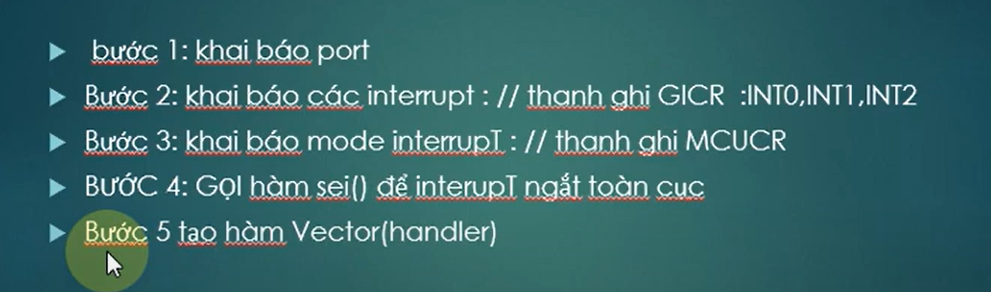 bước 1: khai báo port
Bước 2: khai báo các interrupt : // thanh ghi GICR :INT0,INT1,INT2
Bước 3: khai báo mode interrupT : // thanh ghi MCUCR
BướC 4: GọI hàm sei() để interupT ngắt toàn cục
Bước 5 tạo hàm Vector(handler)